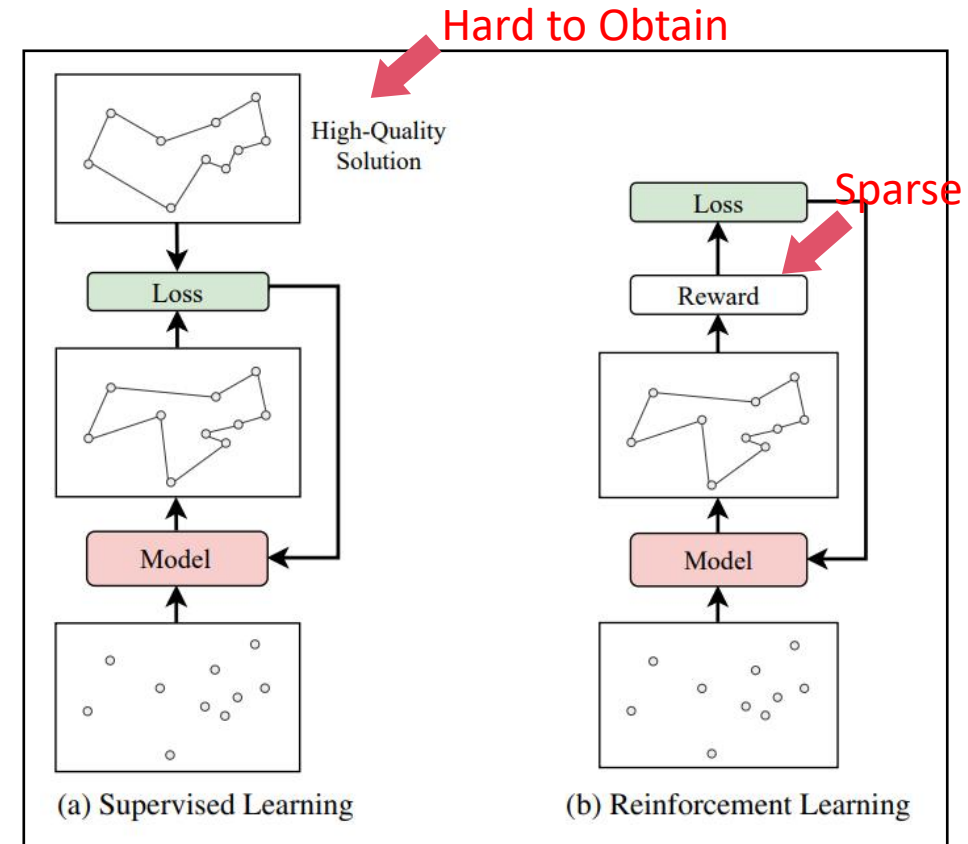 Hard to Obtain
High-Quality
Solution
Loss
Model
(a) Supervised Learning
Sparse
Loss
Reward
Model
(b) Reinforcement Learning